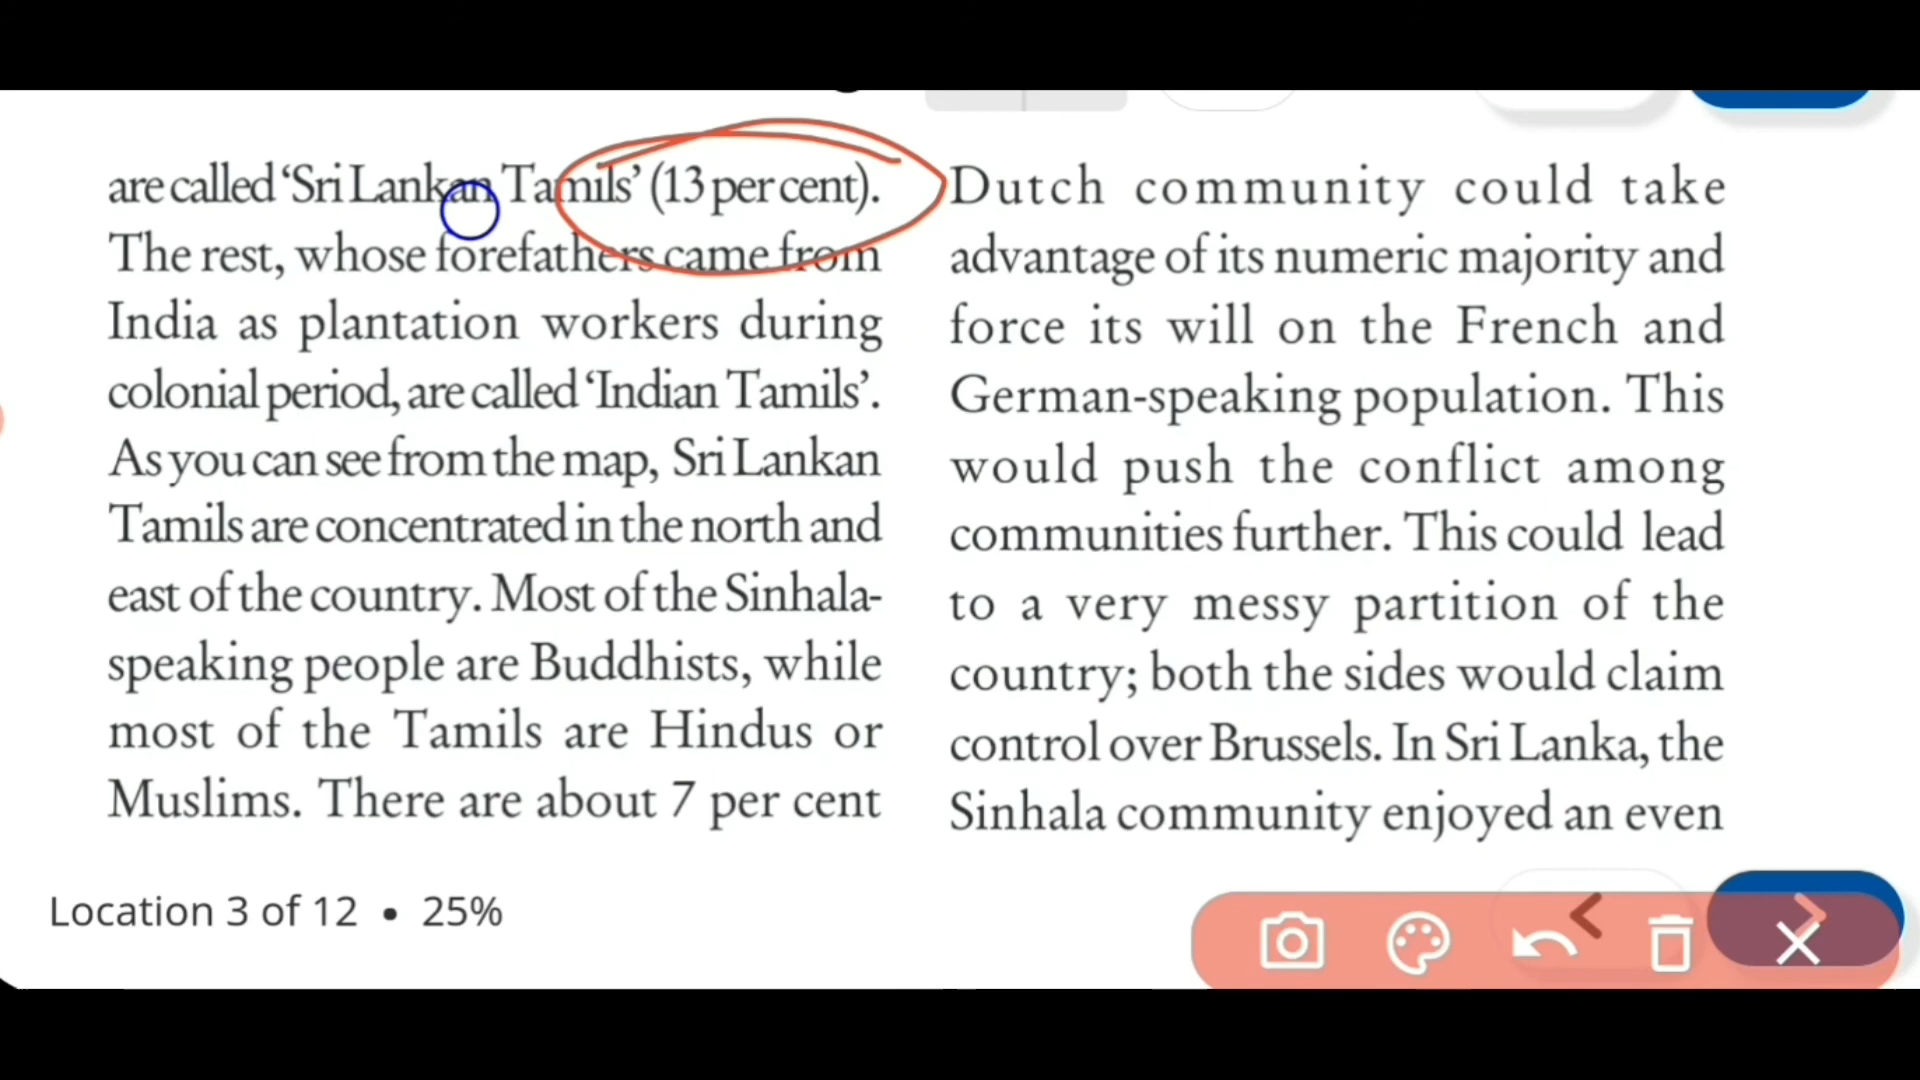 are called ‘Sri Lankan Tamils’ (13 per cent).
The rest, whose forefathers came from
India as plantation workers during
colonial period, are called ‘Indian Tamils’.
As you can see from the map, Sri Lankan
Tamils are concentrated in the north and
east of the country. Most of the Sinhala-
speaking people are Buddhists, while
most of the Tamils are Hindus or
Muslims. There are about 7 per cent
Dutch community could take
advantage of its numeric majority and
force its will on the French and
German-speaking population. This
would push the conflict among
communities further. This could lead
to a very messy partition of the
country; both the sides would claim
control over Brussels. In Sri Lanka, the
Sinhala community enjoyed an even
Location 3 of 12 • 25%